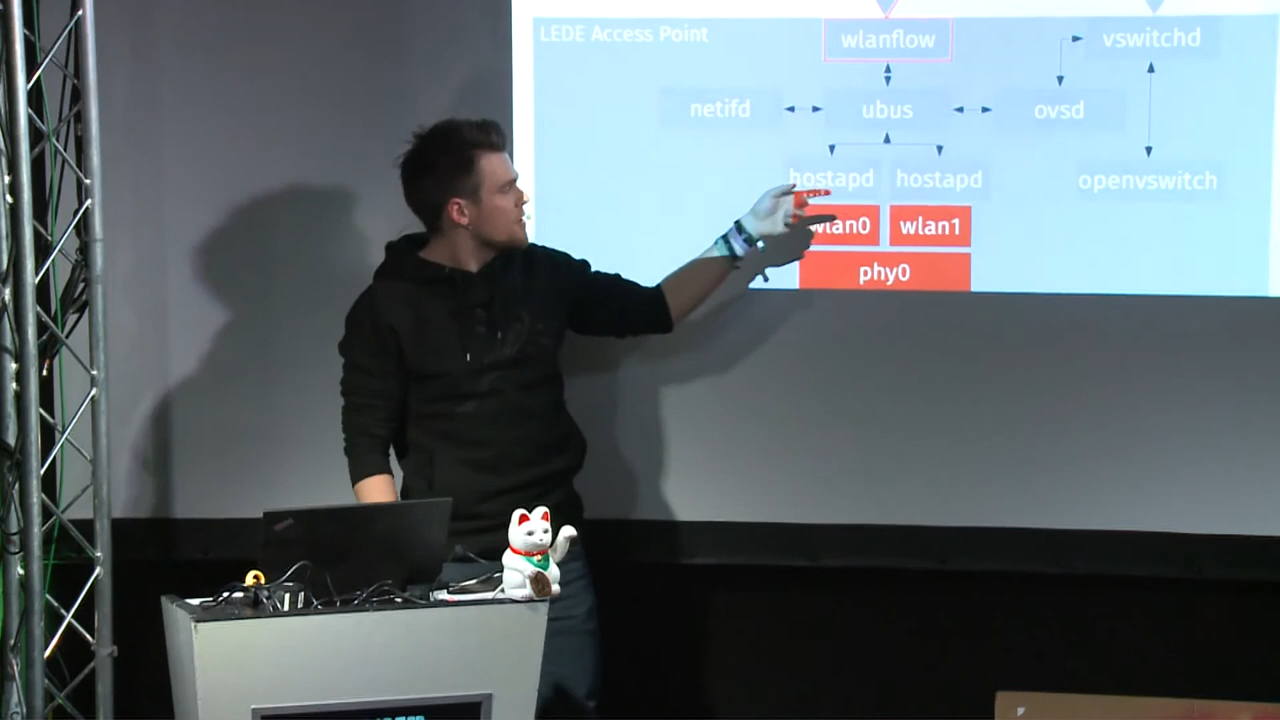 LEDE Access Point
wlanflow
vswitchd
netifd
ubus
ovsd
hostapd
hostapd
openvswitch
wlan0
wlan1
phy0